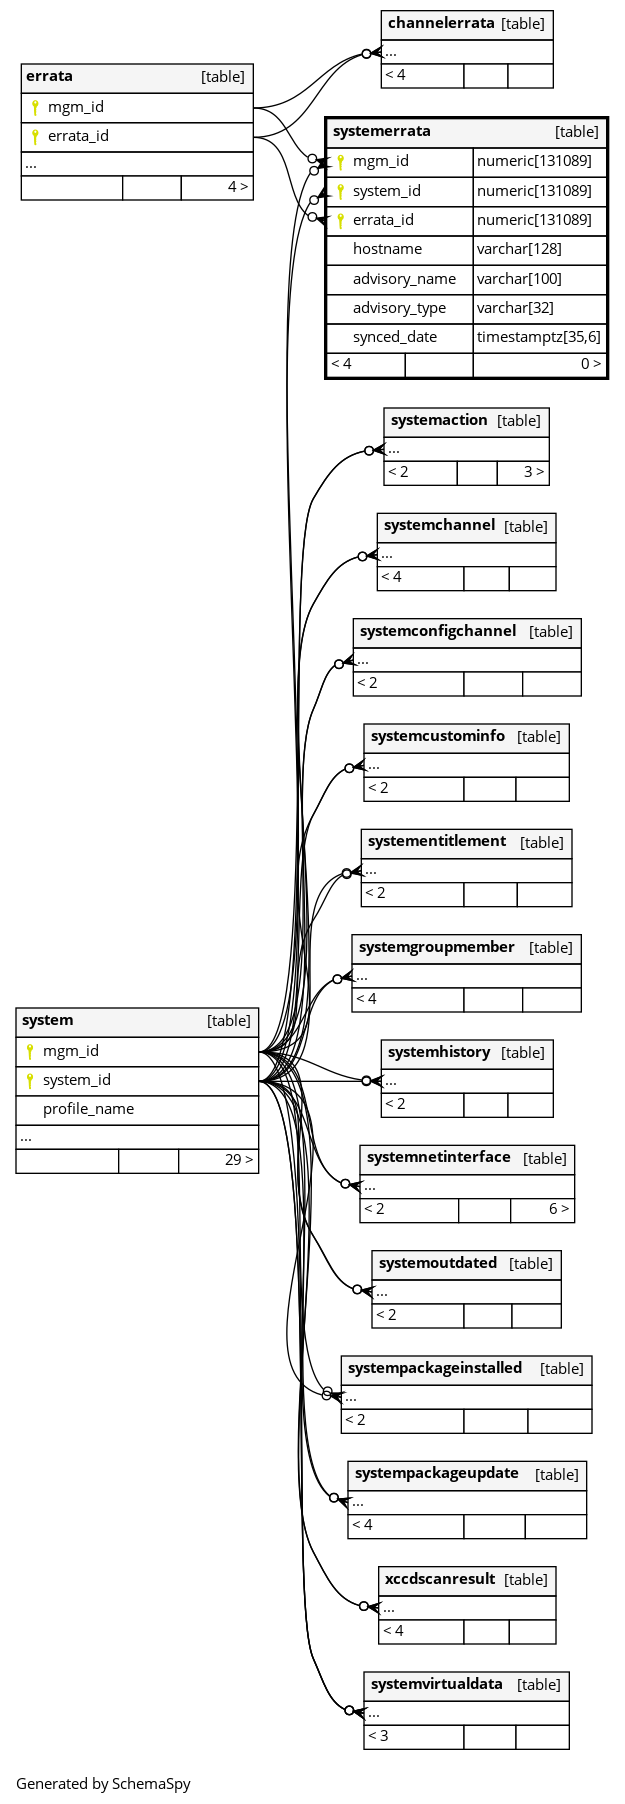 channelerrata [table]
...
< 4
errata [table]
mgm_id
errata_id
...
4 >
systemerrata [table]
mgm_id numeric[131089]
system_id numeric[131089]
errata_id numeric[131089]
hostname varchar[128]
advisory_name varchar[100]
advisory_type varchar[32]
synced_date timestamptz[35,6]
< 4 0 >
systemaction [table]
...
< 2 3 >
systemchannel [table]
...
< 4
systemconfigchannel [table]
...
< 2
systemcustominfo [table]
...
< 2
systementitlement [table]
...
< 2
systemgroupmember [table]
...
< 4
system [table]
mgm_id
system_id
profile_name
...
29 >
systemhistory [table]
...
< 2
systemnetinterface [table]
...
< 2 6 >
systemoutdated [table]
...
< 2
systempackageinstalled [table]
...
< 2
systempackageupdate [table]
...
< 4
xccdscanresult [table]
...
< 4
systemvirtualdata [table]
...
< 3
Generated by SchemaSpy